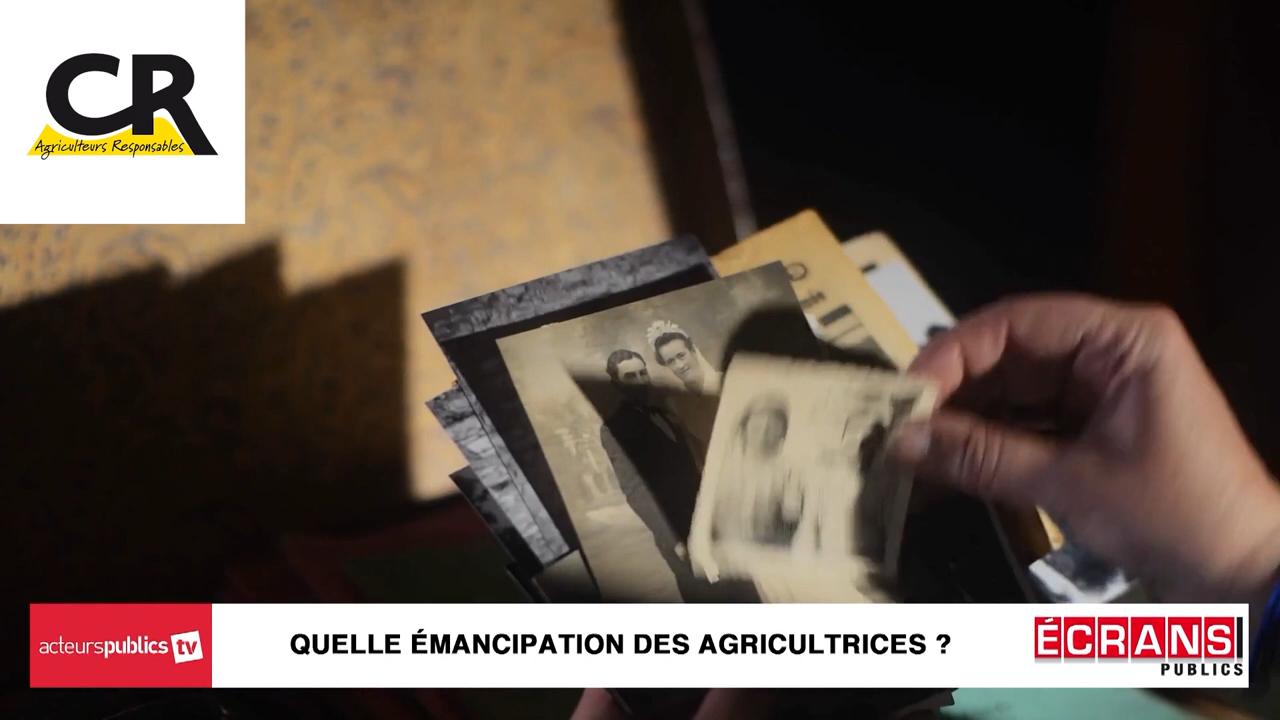 CR
Agriculteurs Responsables
acteurspublics tv
QUELLE ÉMANCIPATION DES AGRICULTRICES ?
ÉCRANS
PUBLICS